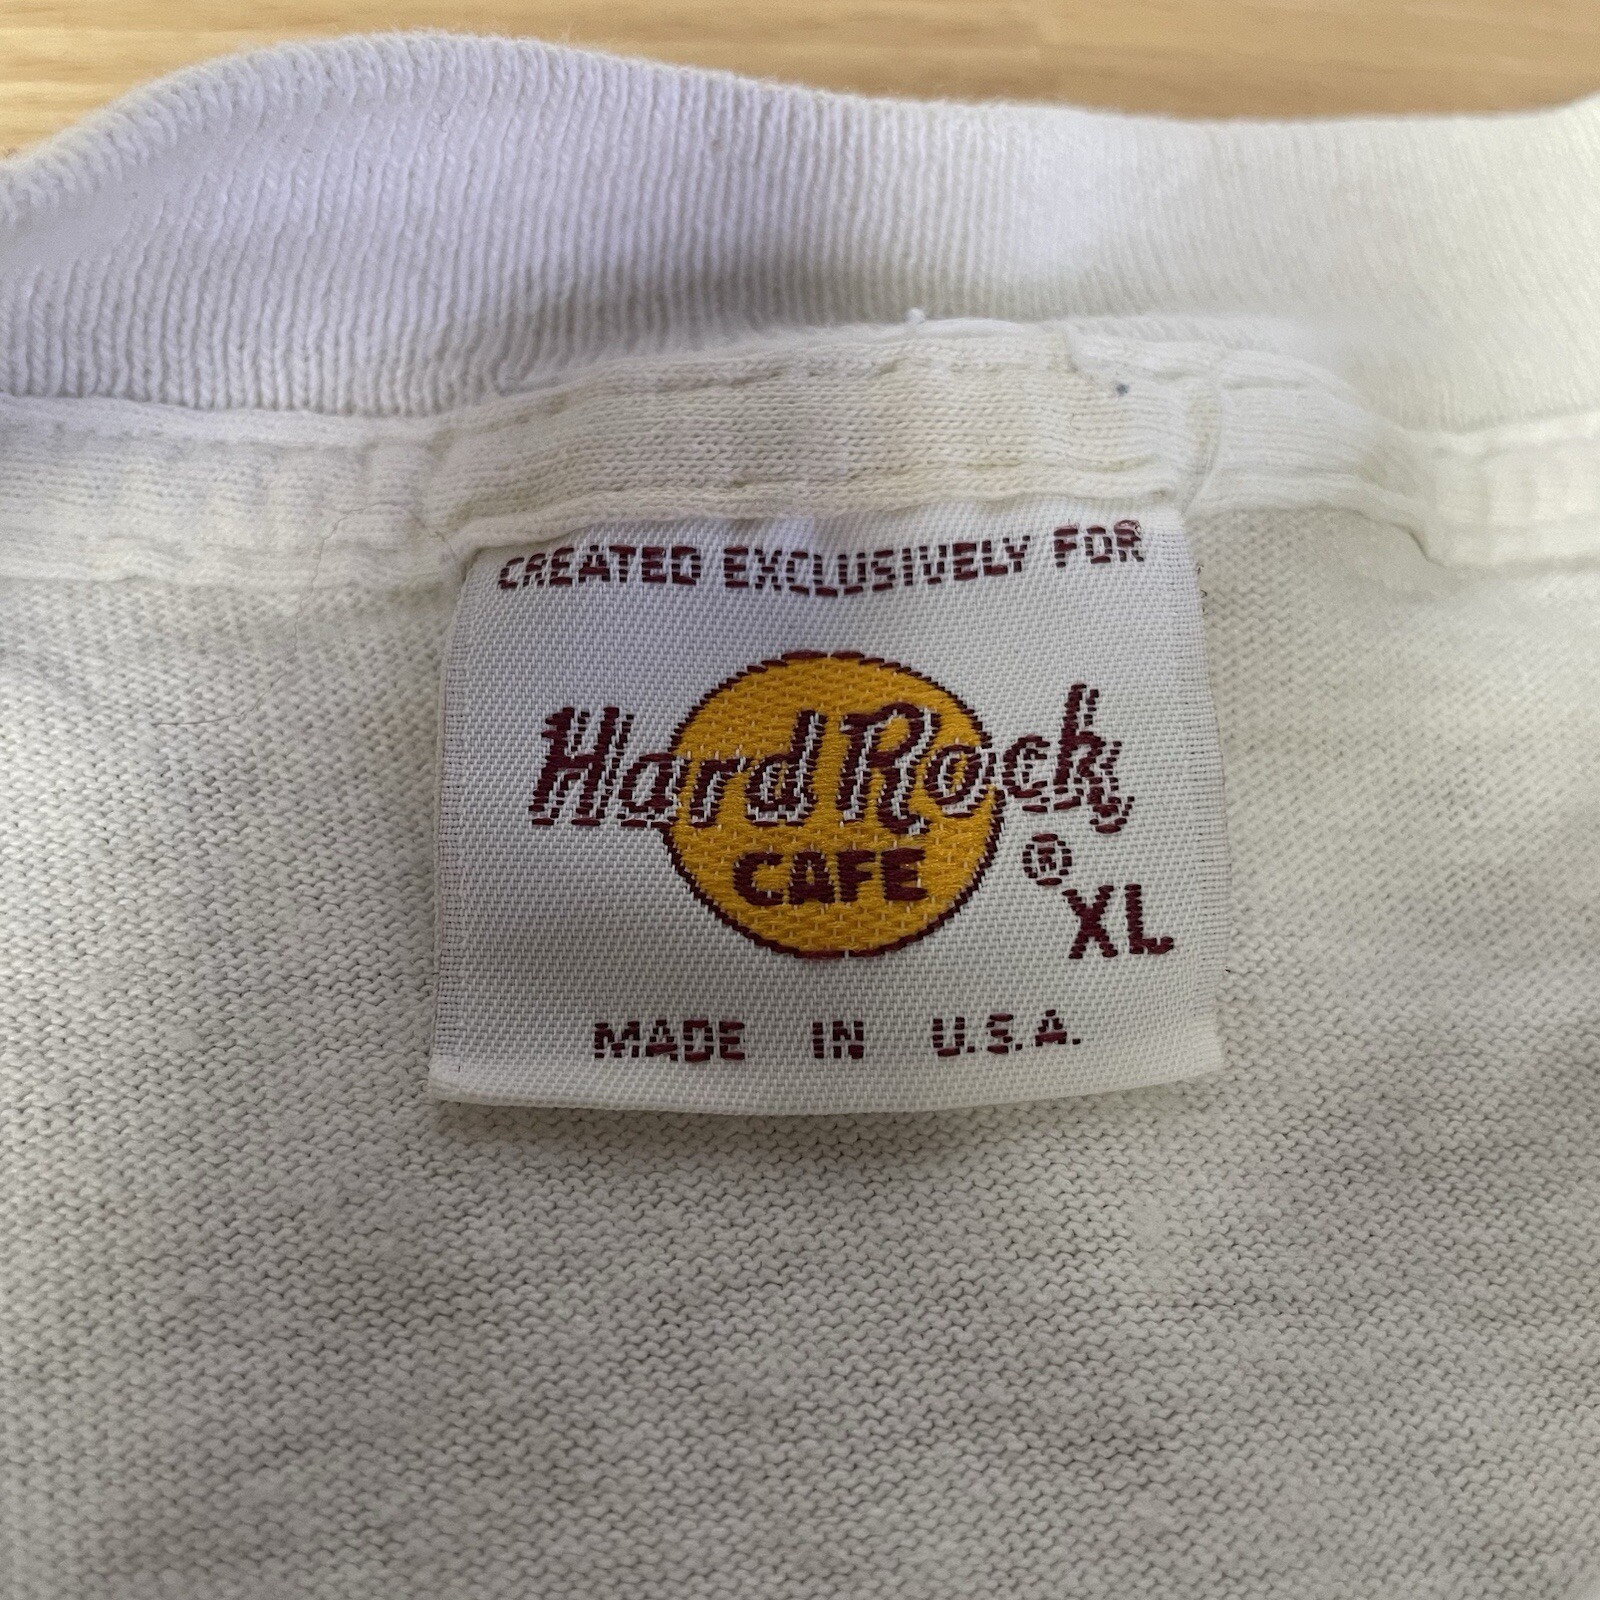 CREATED EXCLUSIVELY FOR
Hard Rock
CAFE
®
XL
MADE IN U.S.A.